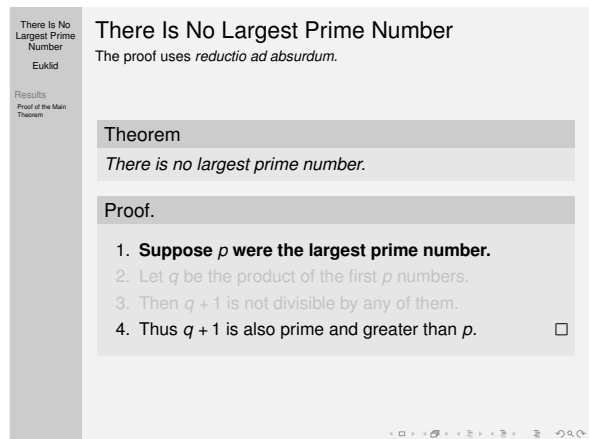 There Is No
Largest Prime
Number
Euklid
Results
Proof of the Main
Theorem
There Is No Largest Prime Number
The proof uses reductio ad absurdum.
Theorem
There is no largest prime number.
Proof.
1. Suppose p were the largest prime number.
2. Let q be the product of the first p numbers.
3. Then q + 1 is not divisible by any of them.
4. Thus q + 1 is also prime and greater than p. □